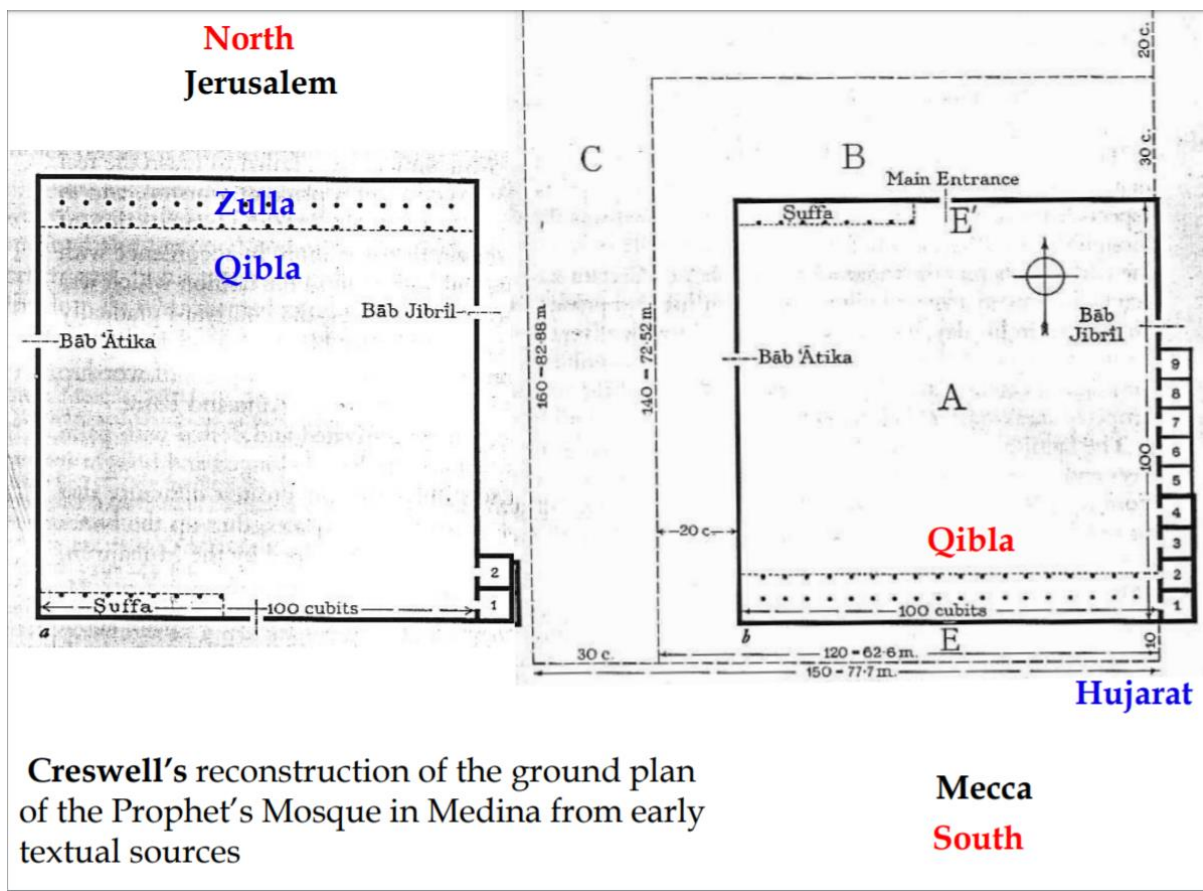 North
Jerusalem
Zulla
Qibla
Bāb Jibril
Bāb ʿĀtika
Ṣuffa
100 cubits
2
1
a
C
B
20 c.
30 c.
Main Entrance
Ṣuffa
E'
160=82·88 m.
140=72·52 m.
Bāb ʿĀtika
Bāb
Jibrīl
A
100
9
8
7
6
5
4
3
2
1
20 c.
Qibla
100 cubits
b
E
10
30 c.
120=62·6 m.
150=77·7 m.
Hujarat
Creswell's reconstruction of the ground plan
of the Prophet's Mosque in Medina from early
textual sources
Mecca
South